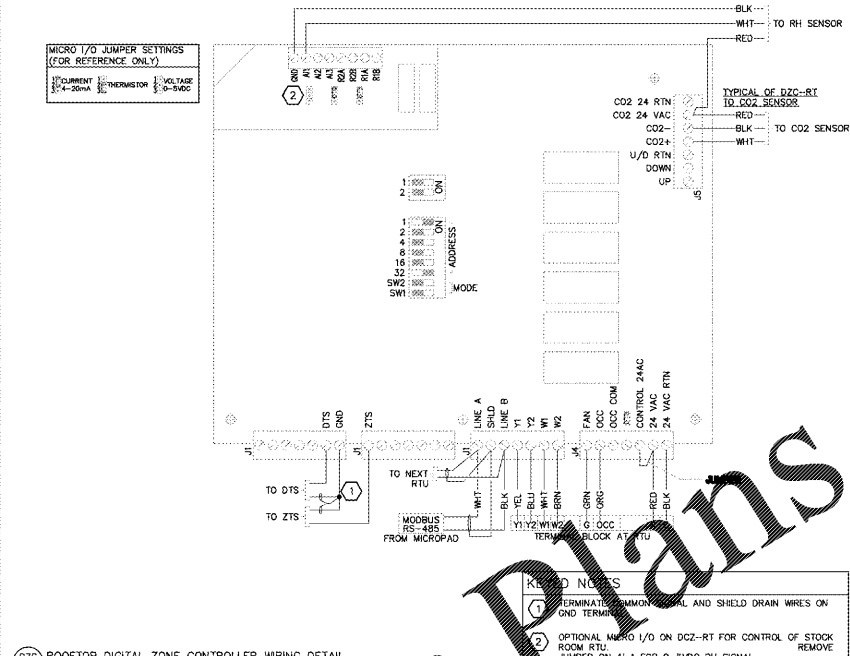 BLK
WHT
RED
TO RH SENSOR
MICRO I/O JUMPER SETTINGS
(FOR REFERENCE ONLY)
CURRENT
4-20mA
THERMISTOR
VOLTAGE
0-5VDC
GND
AI1
AI2
AI3
R2A
R2B
R1A
R1B
2
CO2 24 RTN
CO2 24 VAC
CO2-
CO2+
U/D RTN
DOWN
UP
J5
TYPICAL OF DZC--RT
TO CO2 SENSOR
RED
BLK
WHT
TO CO2 SENSOR
1
2
ON
1
2
4
8
16
32
SW2
SW1
ON
ADDRESS
MODE
DTS
GND
ZTS
LINE A
SHLD
LINE B
Y1
Y2
W1
W2
FAN
OCC
OCC COM
CONTROL 24AC
24 VAC
24 VAC RTN
J1
J1
J1
J4
JUMPER
TO NEXT
RTU
TO DTS
1
TO ZTS
WHT
BLK
YEL
BLU
WHT
BRN
GRN
ORG
RED
BLK
MODBUS
RS-485
FROM MICROPAD
Y1 Y2 W1 W2 G OCC
TERMINAL BLOCK AT RTU
Plans
KEYED NOTES
1 TERMINATE COMMON SIGNAL AND SHIELD DRAIN WIRES ON
GND TERMINAL
2 OPTIONAL MICRO I/O ON DCZ--RT FOR CONTROL OF STOCK
ROOM RTU. REMOVE
ROOFTOP DIGITAL ZONE CONTROLLER WIRING DETAIL